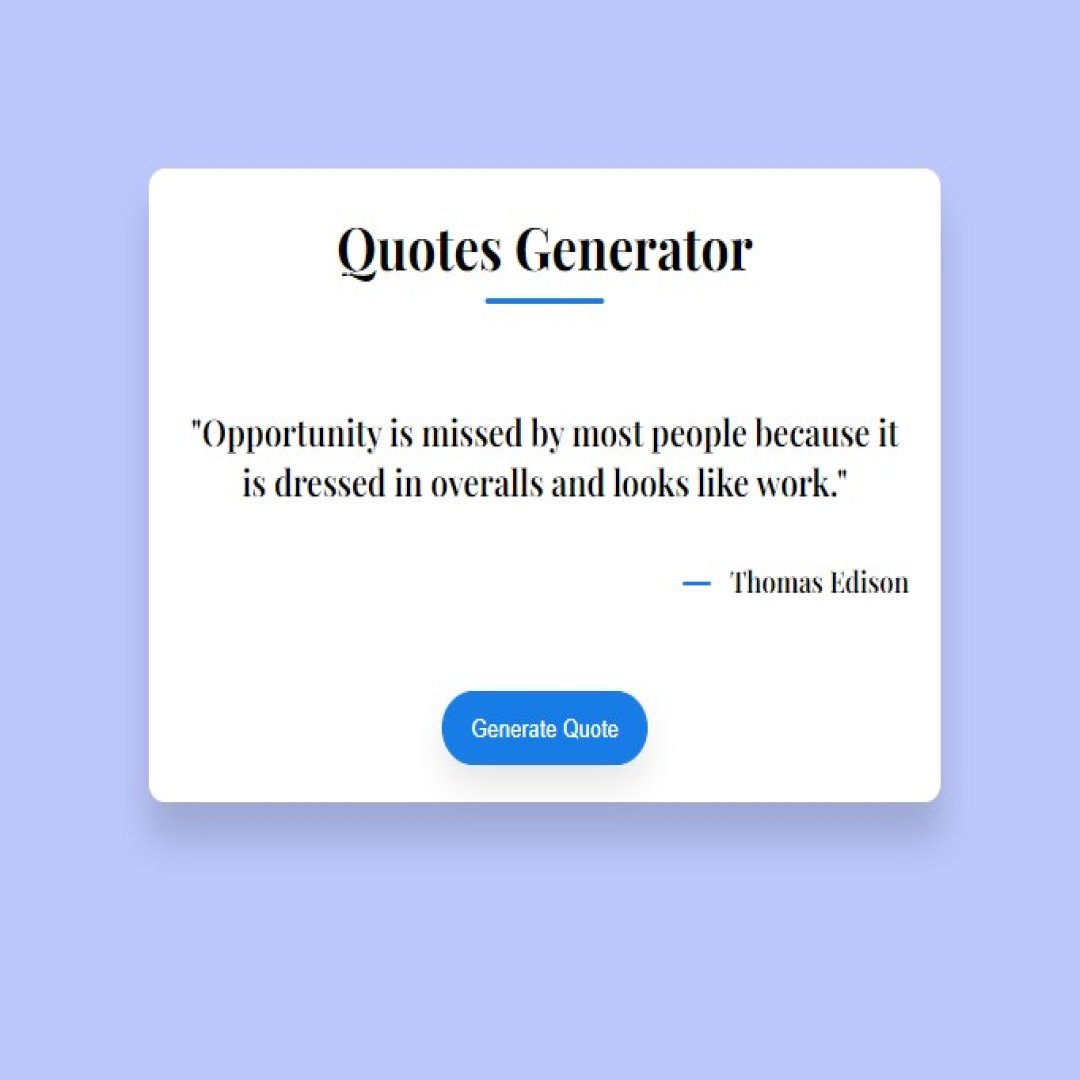 Quotes Generator
"Opportunity is missed by most people because it
is dressed in overalls and looks like work."
— Thomas Edison
Generate Quote